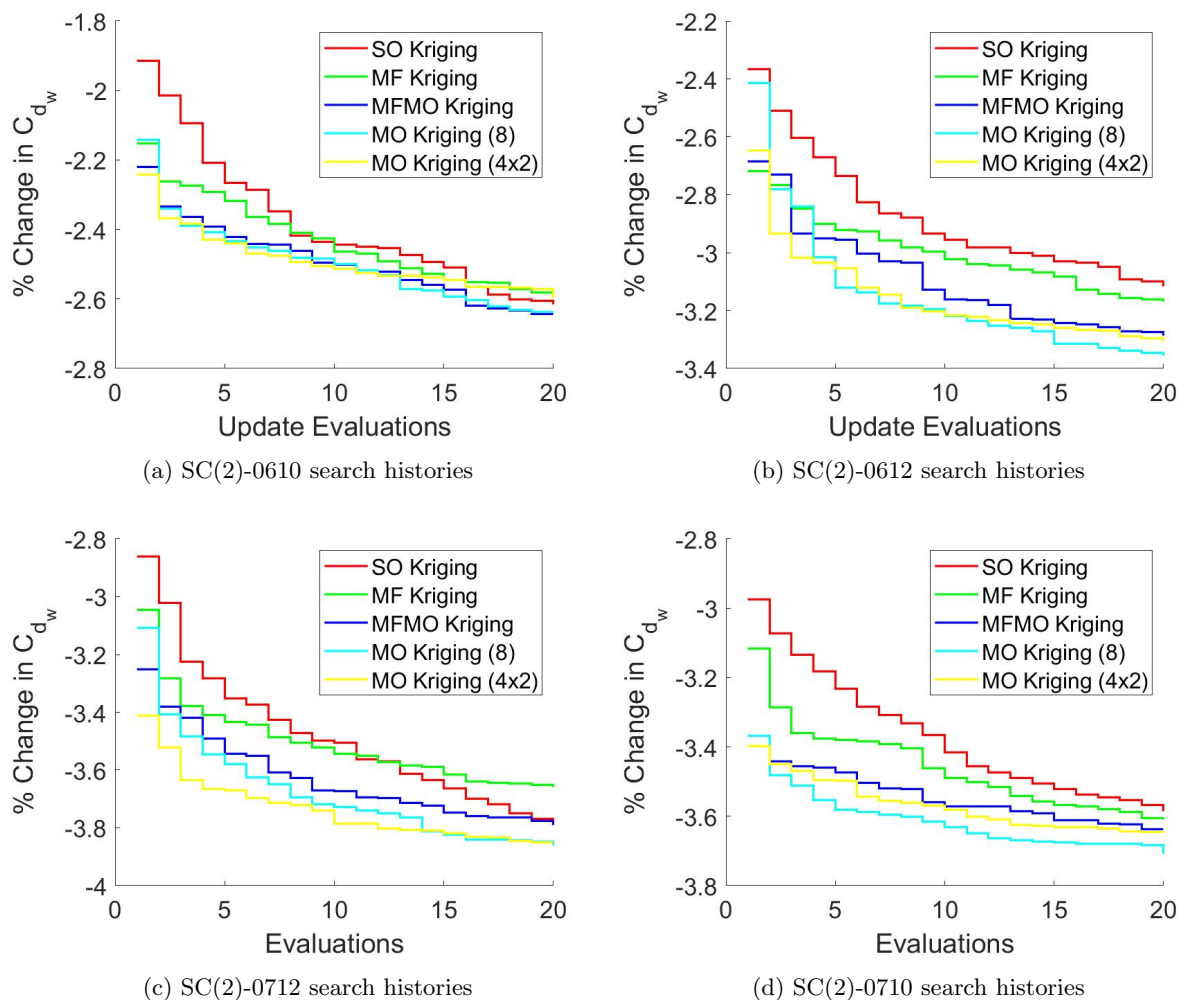 -1.8
-2
-2.2
-2.4
-2.6
-2.8
% Change in C_{d_w}
SO Kriging
MF Kriging
MFMO Kriging
MO Kriging (8)
MO Kriging (4x2)
0 5 10 15 20
Update Evaluations
(a) SC(2)-0610 search histories
-2.2
-2.4
-2.6
-2.8
-3
-3.2
-3.4
% Change in C_{d_w}
SO Kriging
MF Kriging
MFMO Kriging
MO Kriging (8)
MO Kriging (4x2)
0 5 10 15 20
Update Evaluations
(b) SC(2)-0612 search histories
-2.8
-3
-3.2
-3.4
-3.6
-3.8
-4
% Change in C_{d_w}
SO Kriging
MF Kriging
MFMO Kriging
MO Kriging (8)
MO Kriging (4x2)
0 5 10 15 20
Evaluations
(c) SC(2)-0712 search histories
-2.8
-3
-3.2
-3.4
-3.6
-3.8
% Change in C_{d_w}
SO Kriging
MF Kriging
MFMO Kriging
MO Kriging (8)
MO Kriging (4x2)
0 5 10 15 20
Evaluations
(d) SC(2)-0710 search histories